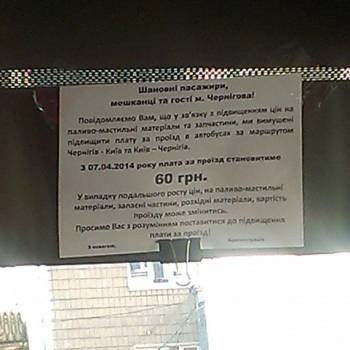 Шановні пасажири,
мешканці та гості м. Чернігова!
Повідомляємо Вам, що у зв'язку з підвищенням цін на
паливо-мастильні матеріали та запчастини, ми вимушені
підвищити плату за проїзд в автобусах за маршрутом
Чернігів - Київ та Київ – Чернігів.
З 07.04.2014 року плата за проїзд становитиме
60 грн.
У випадку подальшого росту цін, на паливо-мастильні
матеріали, запасні частини, розхідні матеріали, вартість
проїзду може змінитись.
Просимо Вас з розумінням поставитися до підвищення
плати за проїзд!
З повагою, Адміністрація